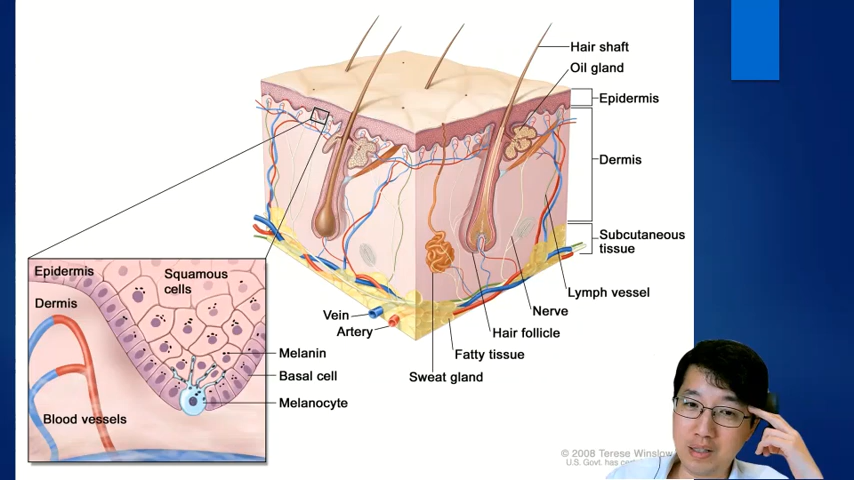 Hair shaft
Oil gland
Epidermis
Dermis
Subcutaneous
tissue
Lymph vessel
Nerve
Hair follicle
Fatty tissue
Sweat gland
Vein
Artery
Epidermis
Squamous
cells
Dermis
Melanin
Basal cell
Melanocyte
Blood vessels
© 2008 Terese Winslow
U.S. Govt. has